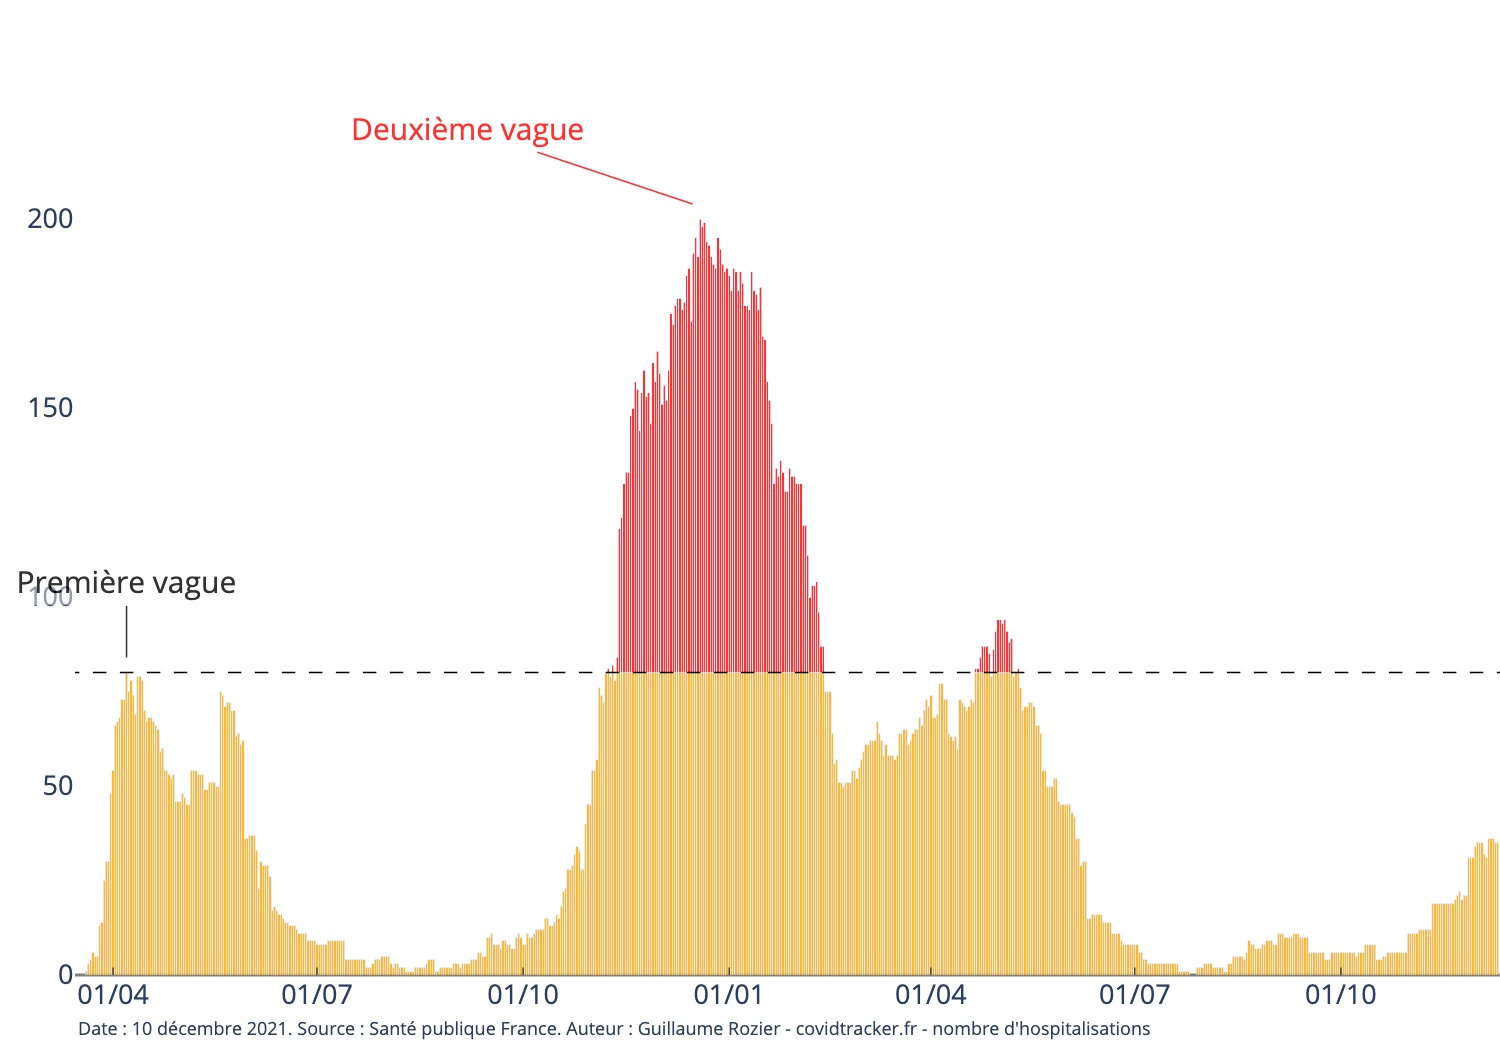 Deuxième vague
200
150
Première vague
100
50
0
01/04 01/07 01/10 01/01 01/04 01/07 01/10
Date : 10 décembre 2021. Source : Santé publique France. Auteur : Guillaume Rozier - covidtracker.fr - nombre d'hospitalisations